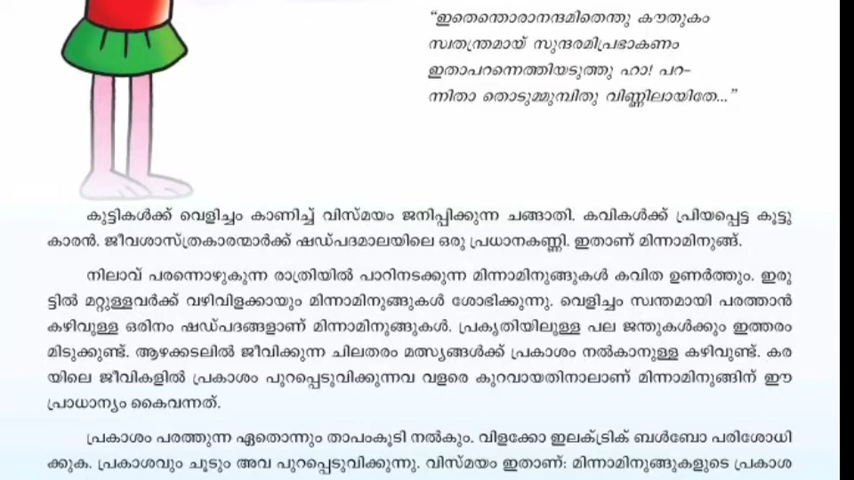 “ഇതെന്തൊരാനന്ദമിതെന്തു കൗതുകം
സ്വതന്ത്രമായ് സുന്ദരമിപ്രഭാകണം
ഇതാപറന്നെത്തിയടുത്തു ഹാ! പറ–
ന്നിതാ തൊടുമ്മുമ്പിതു വിണ്ണിലായിതേ...”
കുട്ടികൾക്ക് വെളിച്ചം കാണിച്ച് വിസ്മയം ജനിപ്പിക്കുന്ന ചങ്ങാതി. കവികൾക്ക് പ്രിയപ്പെട്ട കൂട്ടു
കാരൻ. ജീവശാസ്ത്രകാരന്മാർക്ക് ഷഡ്പദമാലയിലെ ഒരു പ്രധാനകണ്ണി. ഇതാണ് മിന്നാമിനുങ്ങ്.
നിലാവ് പരന്നൊഴുകുന്ന രാത്രിയിൽ പാറിനടക്കുന്ന മിന്നാമിനുങ്ങുകൾ കവിത ഉണർത്തും. ഇരു
ട്ടിൽ മറ്റുള്ളവർക്ക് വഴിവിളക്കായും മിന്നാമിനുങ്ങുകൾ ശോഭിക്കുന്നു. വെളിച്ചം സ്വന്തമായി പരത്താൻ
കഴിവുള്ള ഒരിനം ഷഡ്പദങ്ങളാണ് മിന്നാമിനുങ്ങുകൾ. പ്രകൃതിയിലുള്ള പല ജന്തുകൾക്കും ഇത്തരം
മിടുക്കുണ്ട്. ആഴക്കടലിൽ ജീവിക്കുന്ന ചിലതരം മത്സ്യങ്ങൾക്ക് പ്രകാശം നൽകാനുള്ള കഴിവുണ്ട്. കര
യിലെ ജീവികളിൽ പ്രകാശം പുറപ്പെടുവിക്കുന്നവ വളരെ കുറവായതിനാലാണ് മിന്നാമിനുങ്ങിന് ഈ
പ്രാധാന്യം കൈവന്നത്.
പ്രകാശം പരത്തുന്ന ഏതൊന്നും താപംകൂടി നൽകും. വിളക്കോ ഇലക്ട്രിക് ബൾബോ പരിശോധി
ക്കുക. പ്രകാശവും ചൂടും അവ പുറപ്പെടുവിക്കുന്നു. വിസ്മയം ഇതാണ്: മിന്നാമിനുങ്ങുകളുടെ പ്രകാശ